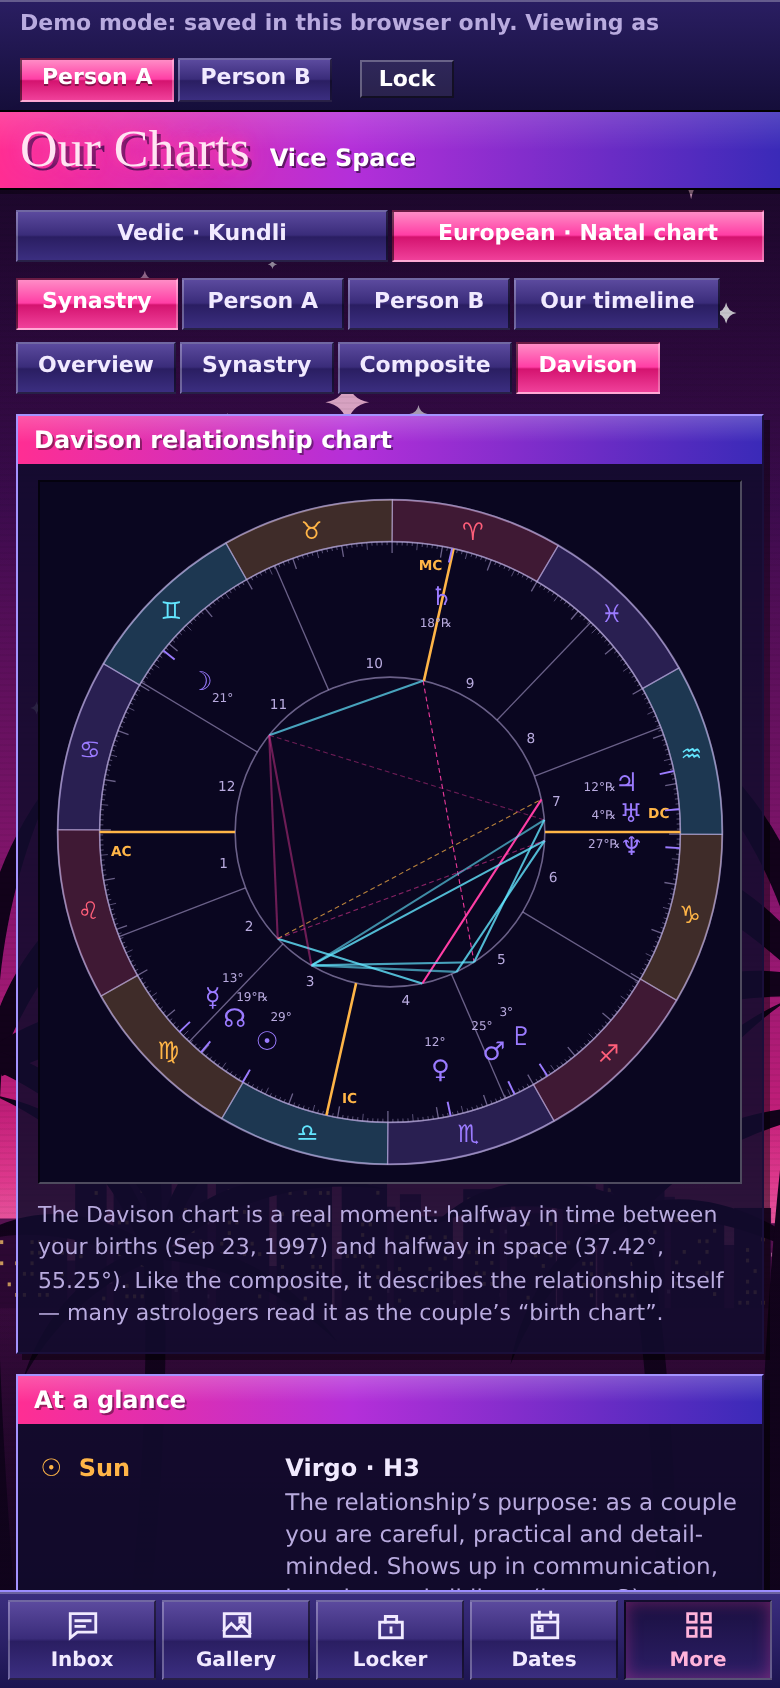 Demo mode: saved in this browser only. Viewing as
Person A Person B Lock
Our Charts Vice Space
Vedic · Kundli European · Natal chart
Synastry Person A Person B Our timeline
Overview Synastry Composite Davison
Davison relationship chart
♉ ♈
MC
♊ ♄ ♓
18°℞
10 9
☽ 21° 11
8
♋ ♒
12 7 12°℞ ♃
4°℞ ♅ DC
AC 27°℞ ♆
1 6
♌ 2 ♑
3 5
13° 4
☿ 19°℞ 3°
☊ 29° 25° ♇
☉ 12° ♂
♍ ♀ ♐
IC
♎ ♏
The Davison chart is a real moment: halfway in time between
your births (Sep 23, 1997) and halfway in space (37.42°,
55.25°). Like the composite, it describes the relationship itself
— many astrologers read it as the couple’s “birth chart”.
At a glance
☉ Sun Virgo · H3
The relationship’s purpose: as a couple
you are careful, practical and detail-
minded. Shows up in communication,
Inbox Gallery Locker Dates More